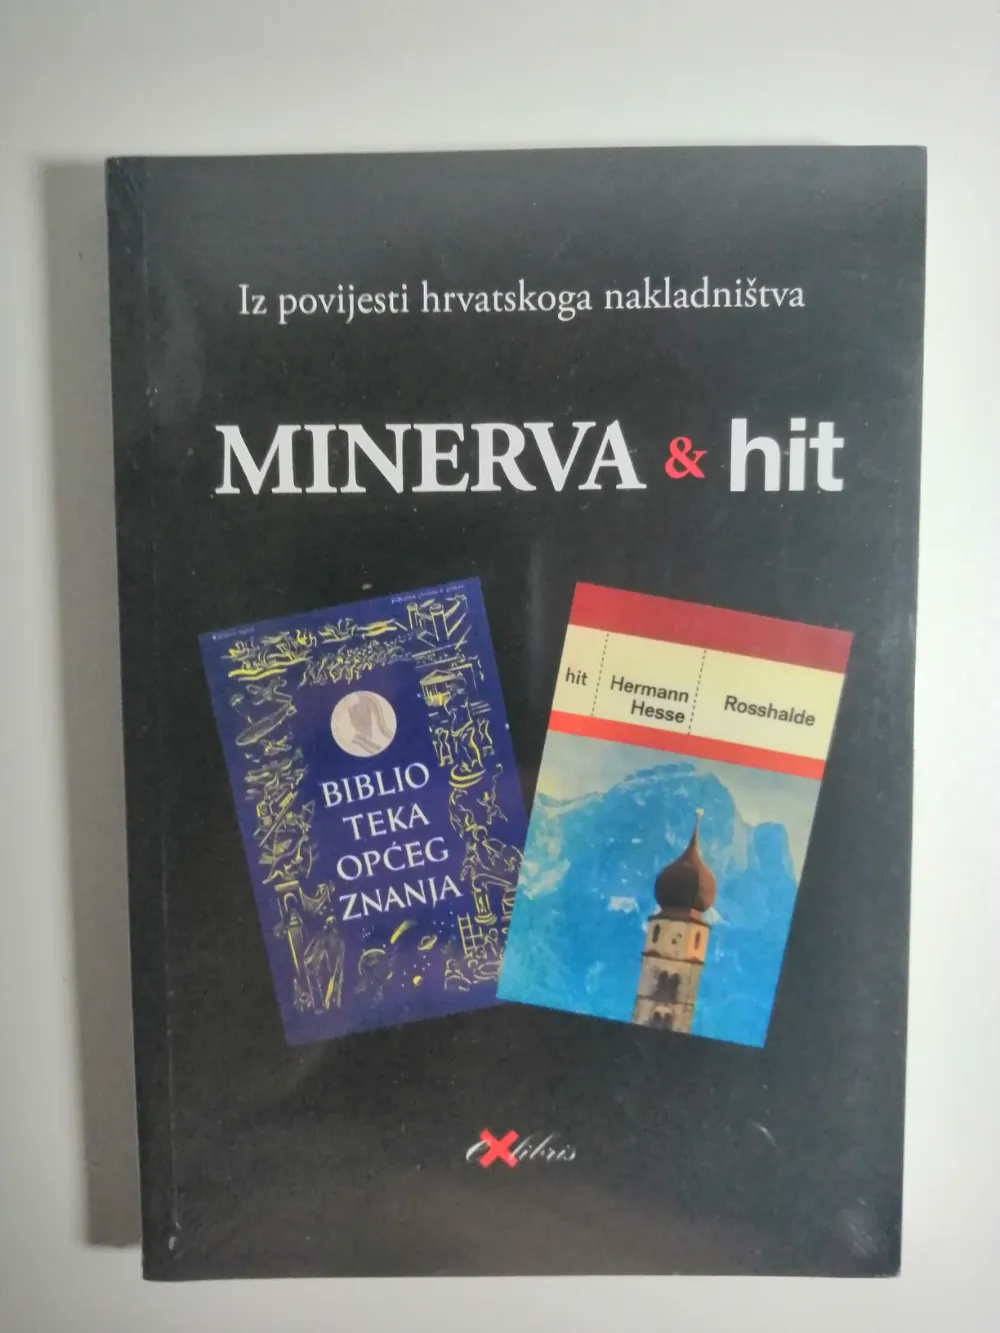 Iz povijesti hrvatskoga nakladništva
MINERVA & hit
BIBLIO
TEKA
OPĆEG
ZNANJA
hit
Hermann
Hesse
Rosshalde
exlibris